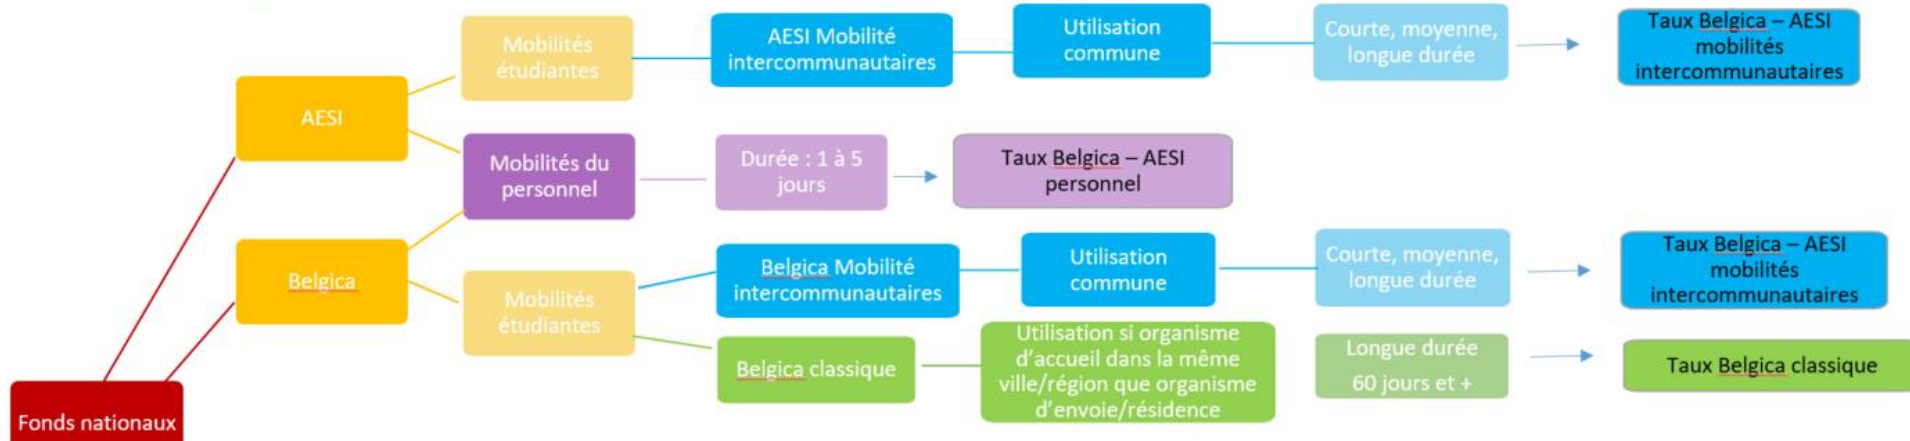 Mobilités
étudiantes
AESI Mobilité
intercommunautaires
Utilisation
commune
Courte, moyenne,
longue durée
Taux Belgica – AESI
mobilités
intercommunautaires
AESI
Mobilités du
personnel
Durée : 1 à 5
jours
Taux Belgica – AESI
personnel
Belgica
Mobilités
étudiantes
Belgica Mobilité
intercommunautaires
Utilisation
commune
Courte, moyenne,
longue durée
Taux Belgica – AESI
mobilités
intercommunautaires
Belgica classique
Utilisation si organisme
d'accueil dans la même
ville/région que organisme
d'envoie/résidence
Longue durée
60 jours et +
Taux Belgica classique
Fonds nationaux